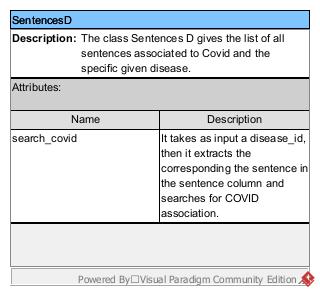 SentencesD
Description: The class Sentences D gives the list of all
sentences associated to Covid and the
specific given disease.
Attributes:
Name Description
search_covid It takes as input a disease_id,
then it extracts the
corresponding the sentence in
the sentence column and
searches for COVID
association.
Powered By□Visual Paradigm Community Edition